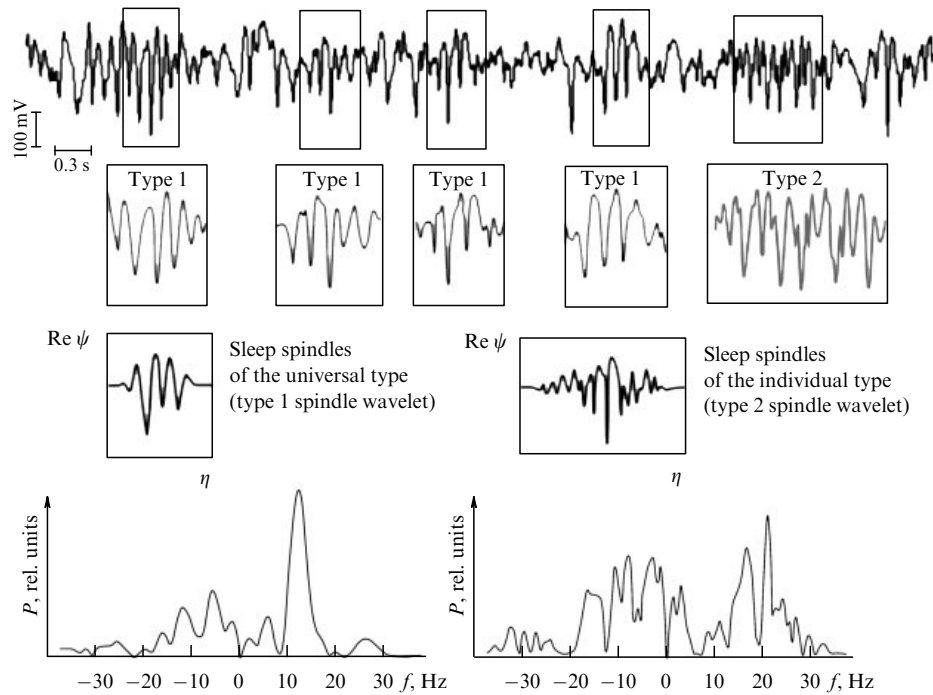 100 mV
0.3 s
Type 1
Type 1
Type 1
Type 1
Type 2
Re ψ
Sleep spindles
of the universal type
(type 1 spindle wavelet)
η
Re ψ
Sleep spindles
of the individual type
(type 2 spindle wavelet)
η
P, rel. units
−30 −20 −10 0 10 20 30 f, Hz
P, rel. units
−30 −20 −10 0 10 20 30 f, Hz